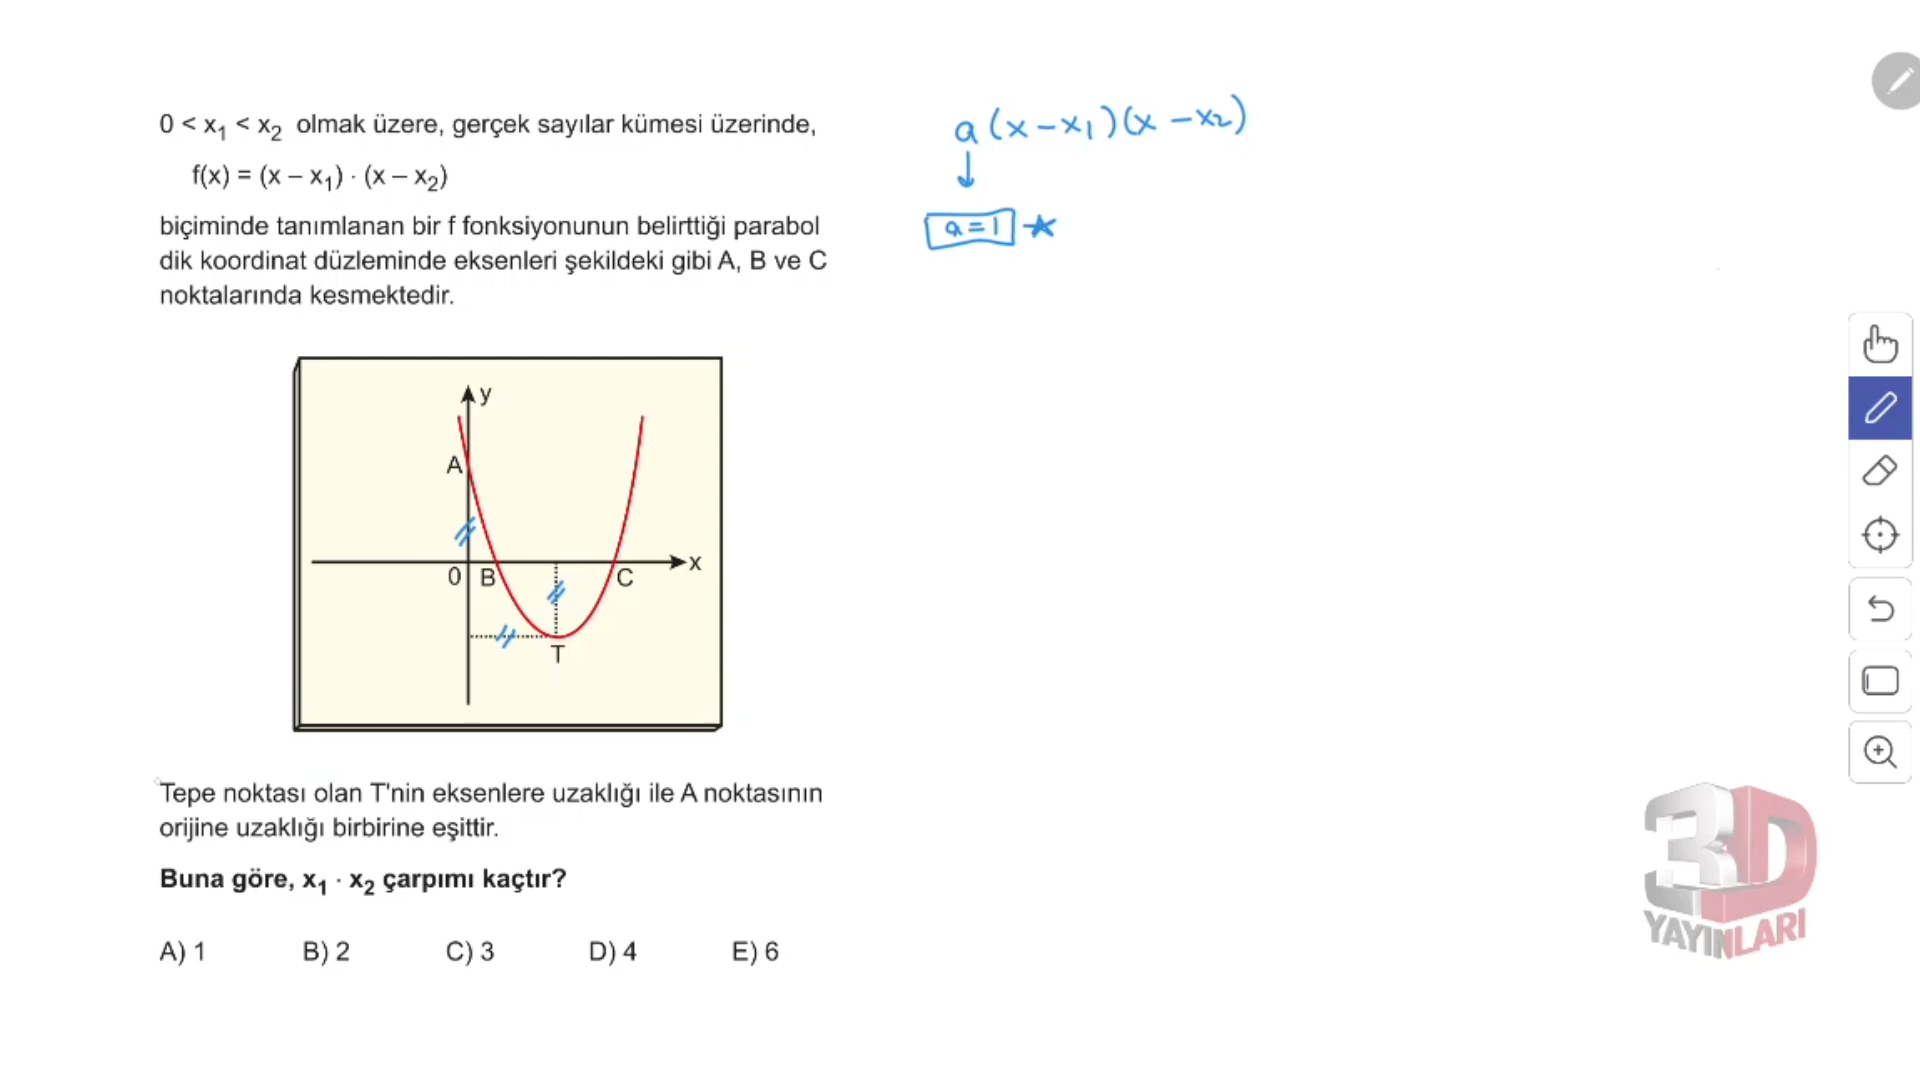 0 < x₁ < x₂ olmak üzere, gerçek sayılar kümesi üzerinde,
f(x) = (x – x₁) · (x – x₂)
biçiminde tanımlanan bir f fonksiyonunun belirttiği parabol
dik koordinat düzleminde eksenleri şekildeki gibi A, B ve C
noktalarında kesmektedir.
a(x – x₁)(x – x₂)
a = 1
y
A
x
0 B C
T
Tepe noktası olan T'nin eksenlere uzaklığı ile A noktasının
orijine uzaklığı birbirine eşittir.
Buna göre, x₁ · x₂ çarpımı kaçtır?
A) 1 B) 2 C) 3 D) 4 E) 6
3D
YAYINLARI